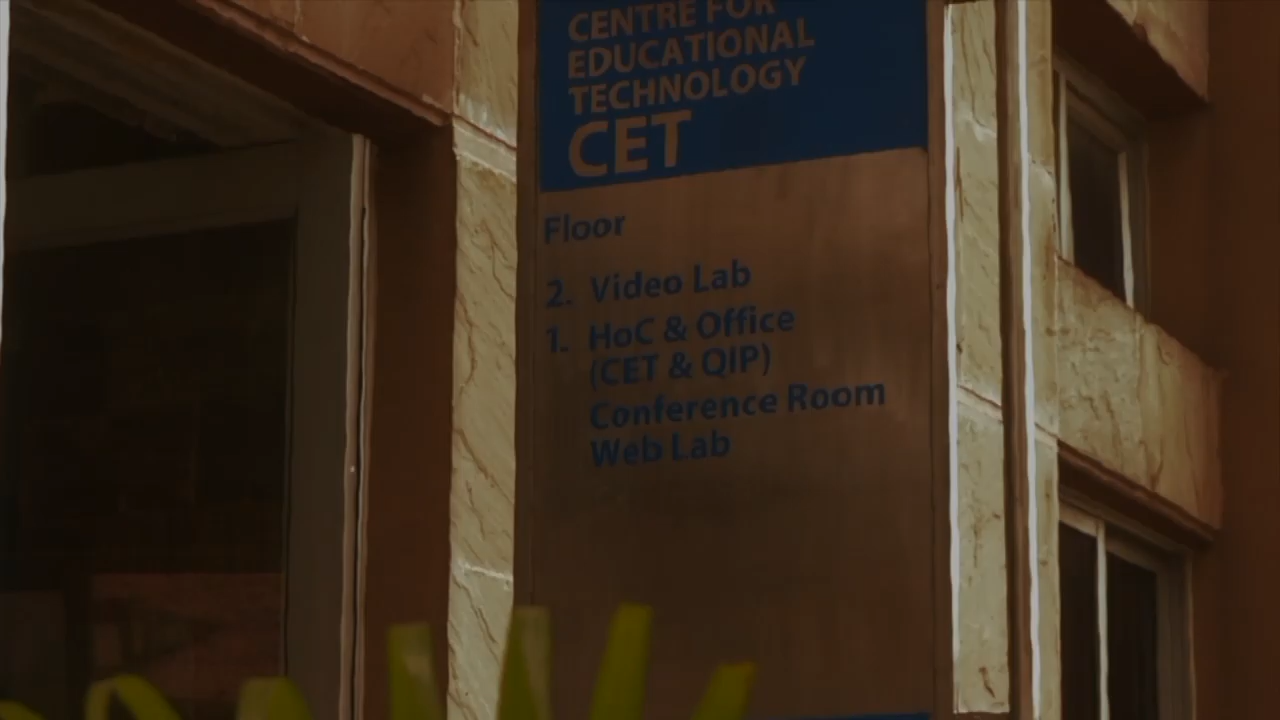 CENTRE FOR
EDUCATIONAL
TECHNOLOGY
CET
Floor
2. Video Lab
1. HoC & Office
(CET & QIP)
Conference Room
Web Lab